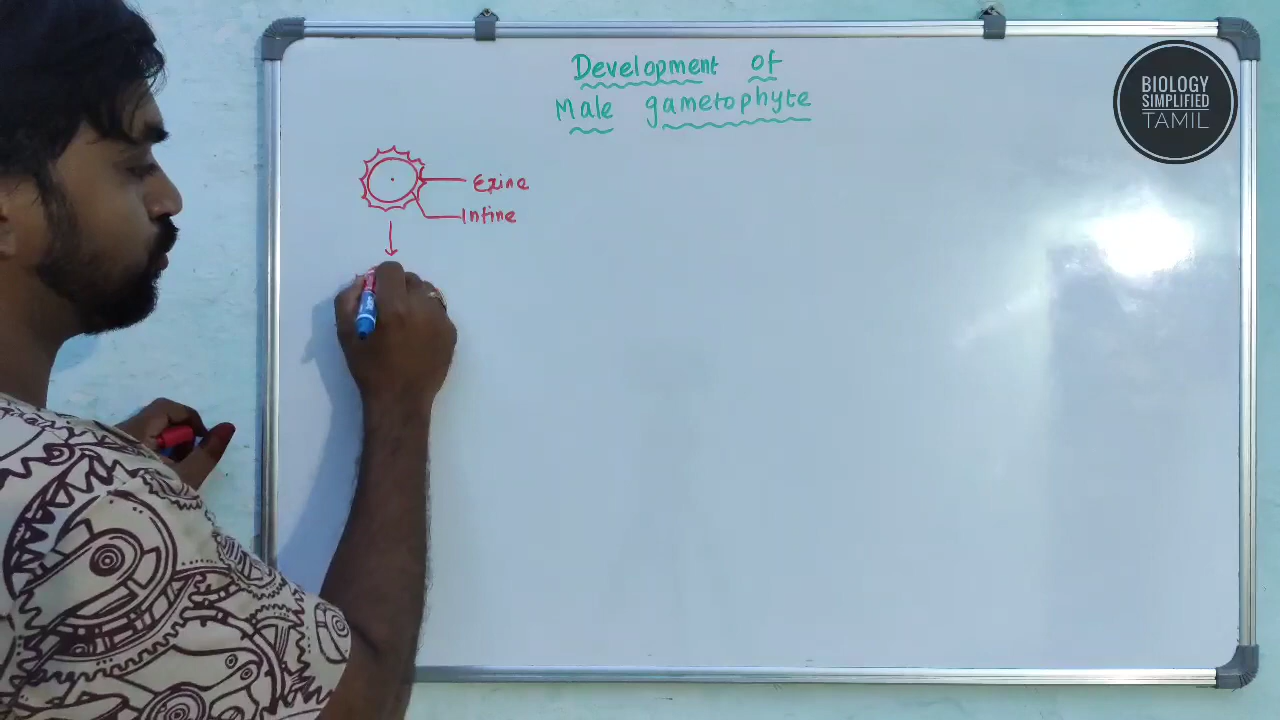 Development of
Male gametophyte
BIOLOGY
SIMPLIFIED
TAMIL
Exine
Intine